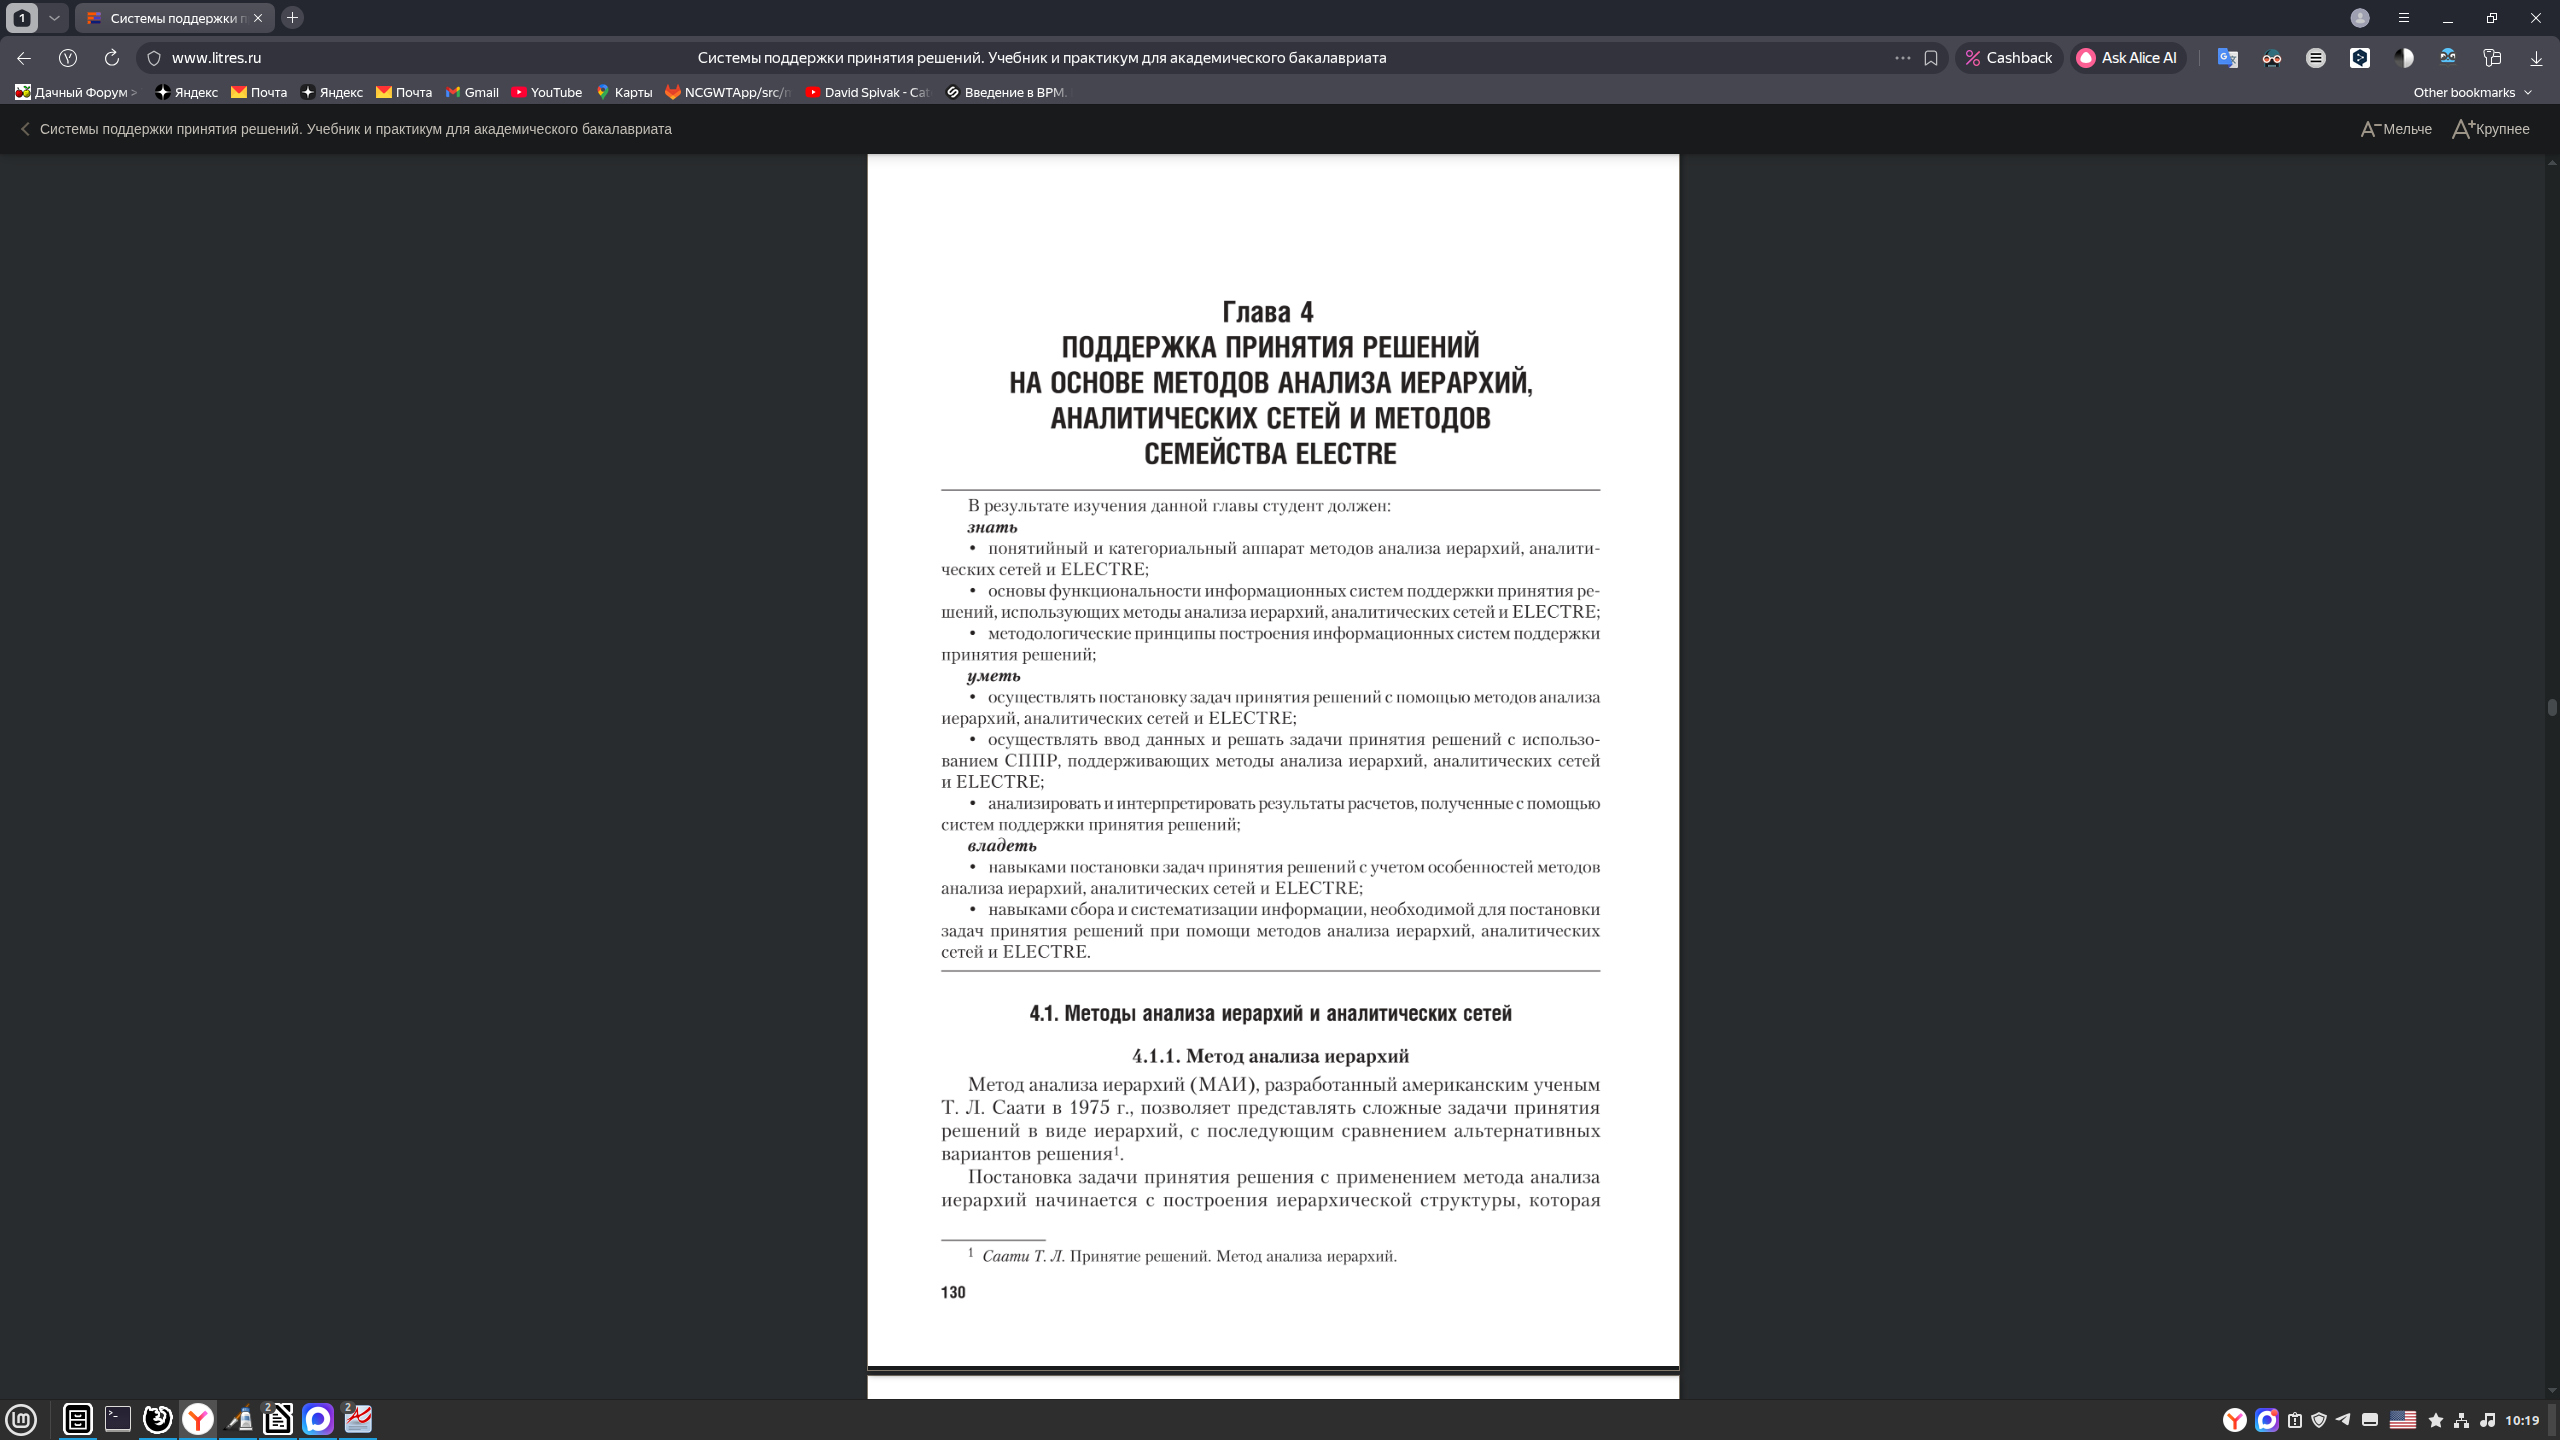 1
Системы поддержки п
www.litres.ru
Системы поддержки принятия решений. Учебник и практикум для академического бакалавриата
Cashback
Ask Alice AI
Дачный Форум >
Яндекс
Почта
Яндекс
Почта
Gmail
YouTube
Карты
NCGWTApp/src/r
David Spivak - Cat
Введение в BPM.
Other bookmarks
Системы поддержки принятия решений. Учебник и практикум для академического бакалавриата
А− Мельче
А+ Крупнее
Глава 4
ПОДДЕРЖКА ПРИНЯТИЯ РЕШЕНИЙ
НА ОСНОВЕ МЕТОДОВ АНАЛИЗА ИЕРАРХИЙ,
АНАЛИТИЧЕСКИХ СЕТЕЙ И МЕТОДОВ
СЕМЕЙСТВА ELECTRE
В результате изучения данной главы студент должен:
знать
• понятийный и категориальный аппарат методов анализа иерархий, аналити-
ческих сетей и ELECTRE;
• основы функциональности информационных систем поддержки принятия ре-
шений, использующих методы анализа иерархий, аналитических сетей и ELECTRE;
• методологические принципы построения информационных систем поддержки
принятия решений;
уметь
• осуществлять постановку задач принятия решений с помощью методов анализа
иерархий, аналитических сетей и ELECTRE;
• осуществлять ввод данных и решать задачи принятия решений с использо-
ванием СППР, поддерживающих методы анализа иерархий, аналитических сетей
и ELECTRE;
• анализировать и интерпретировать результаты расчетов, полученные с помощью
систем поддержки принятия решений;
владеть
• навыками постановки задач принятия решений с учетом особенностей методов
анализа иерархий, аналитических сетей и ELECTRE;
• навыками сбора и систематизации информации, необходимой для постановки
задач принятия решений при помощи методов анализа иерархий, аналитических
сетей и ELECTRE.
4.1. Методы анализа иерархий и аналитических сетей
4.1.1. Метод анализа иерархий
Метод анализа иерархий (МАИ), разработанный американским ученым
Т. Л. Саати в 1975 г., позволяет представлять сложные задачи принятия
решений в виде иерархий, с последующим сравнением альтернативных
вариантов решения¹.
Постановка задачи принятия решения с применением метода анализа
иерархий начинается с построения иерархической структуры, которая
¹ Саати Т. Л. Принятие решений. Метод анализа иерархий.
130
2
2
10:19